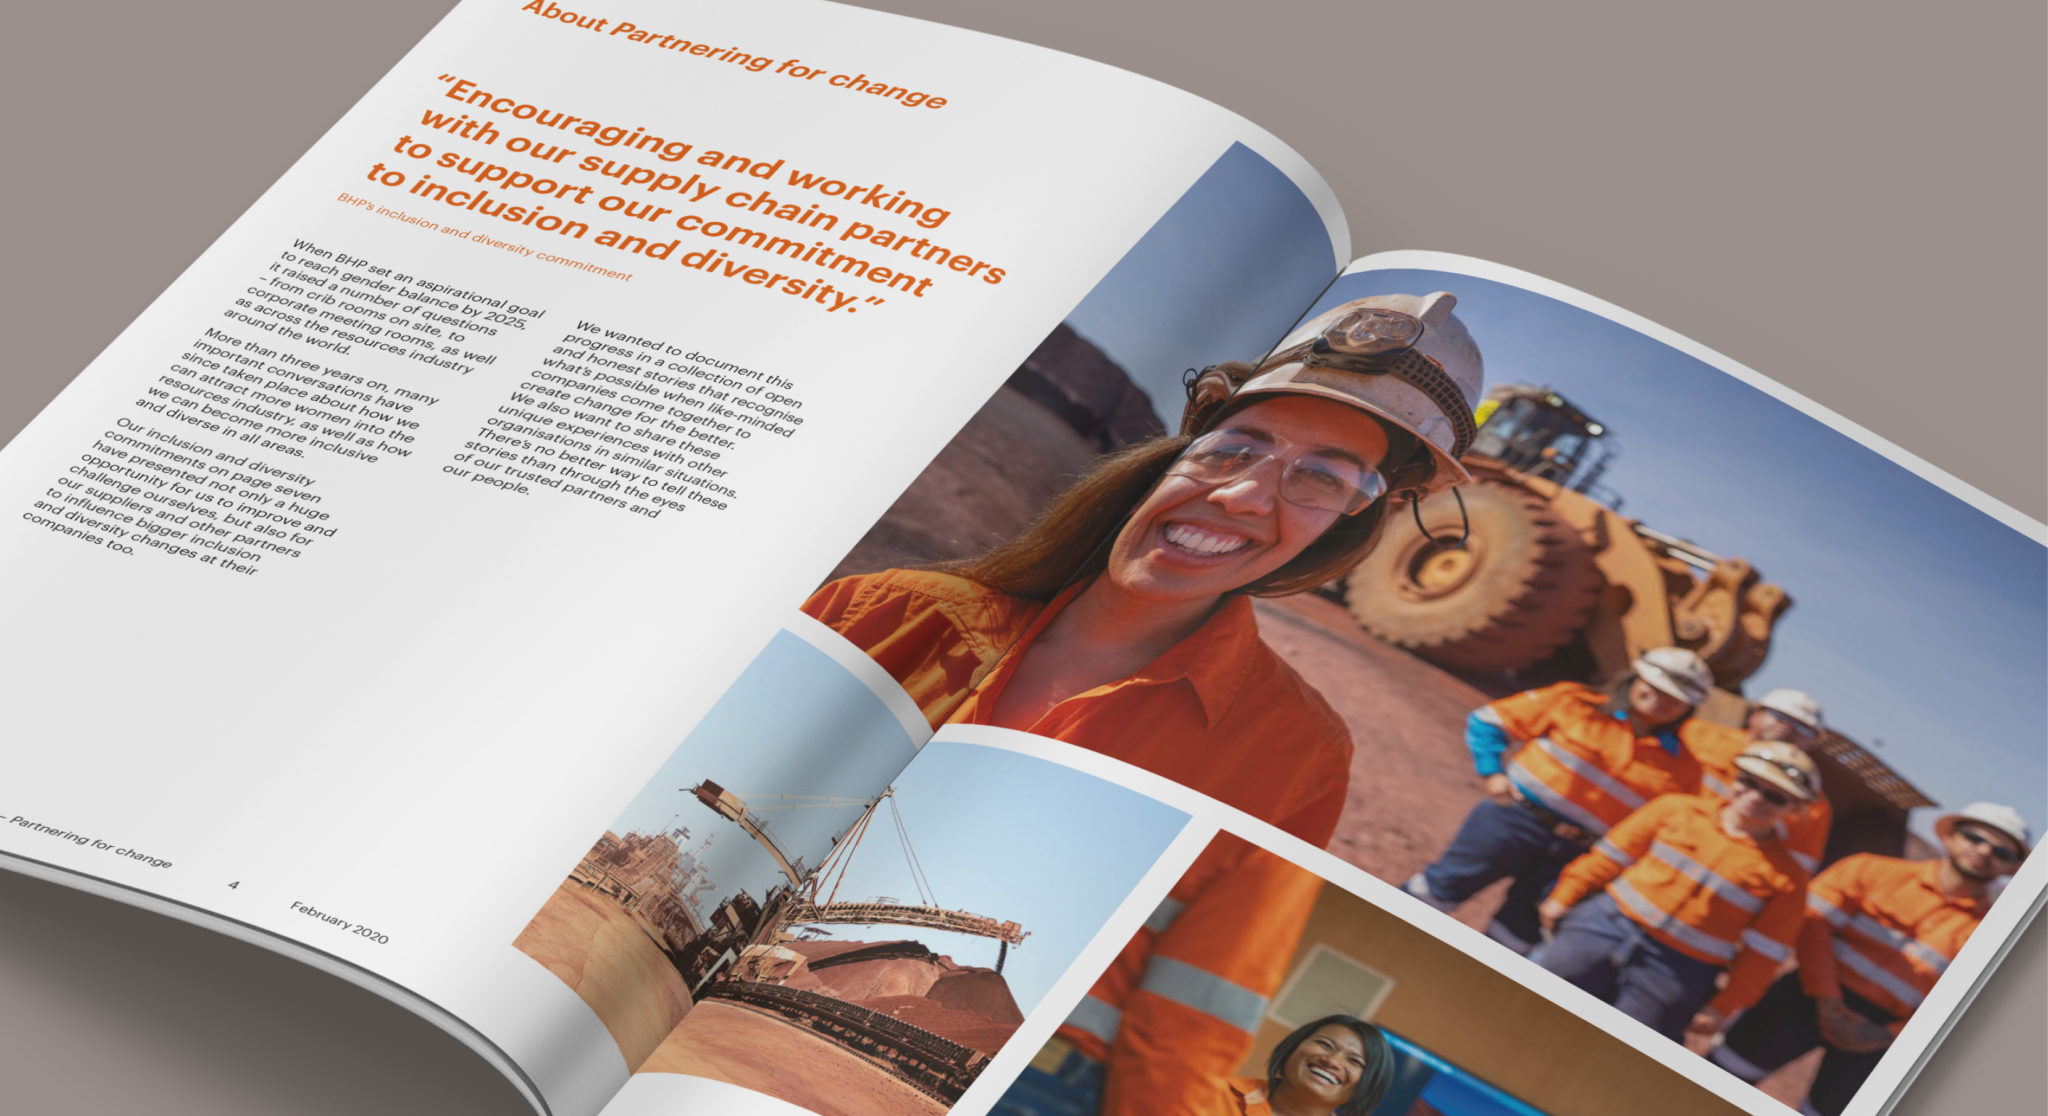 About Partnering for change
“Encouraging and working
with our supply chain partners
to support our commitment
to inclusion and diversity.”
BHP's inclusion and diversity commitment
When BHP set an aspirational goal
to reach gender balance by 2025,
it raised a number of questions
– from crib rooms on site, to
corporate meeting rooms, as well
as across the resources industry
around the world.
More than three years on, many
important conversations have
since taken place about how we
can attract more women into the
resources industry, as well as how
we can become more inclusive
and diverse in all areas.
Our inclusion and diversity
commitments on page seven
have presented not only a huge
opportunity for us to improve and
challenge ourselves, but also for
our suppliers and other partners
to influence bigger inclusion
and diversity changes at their
companies too.
We wanted to document this
progress in a collection of open
and honest stories that recognise
what's possible when like-minded
companies come together to
create change for the better.
We also want to share these
unique experiences with other
organisations in similar situations.
There's no better way to tell these
stories than through the eyes
of our trusted partners and
our people.
– Partnering for change
4
February 2020